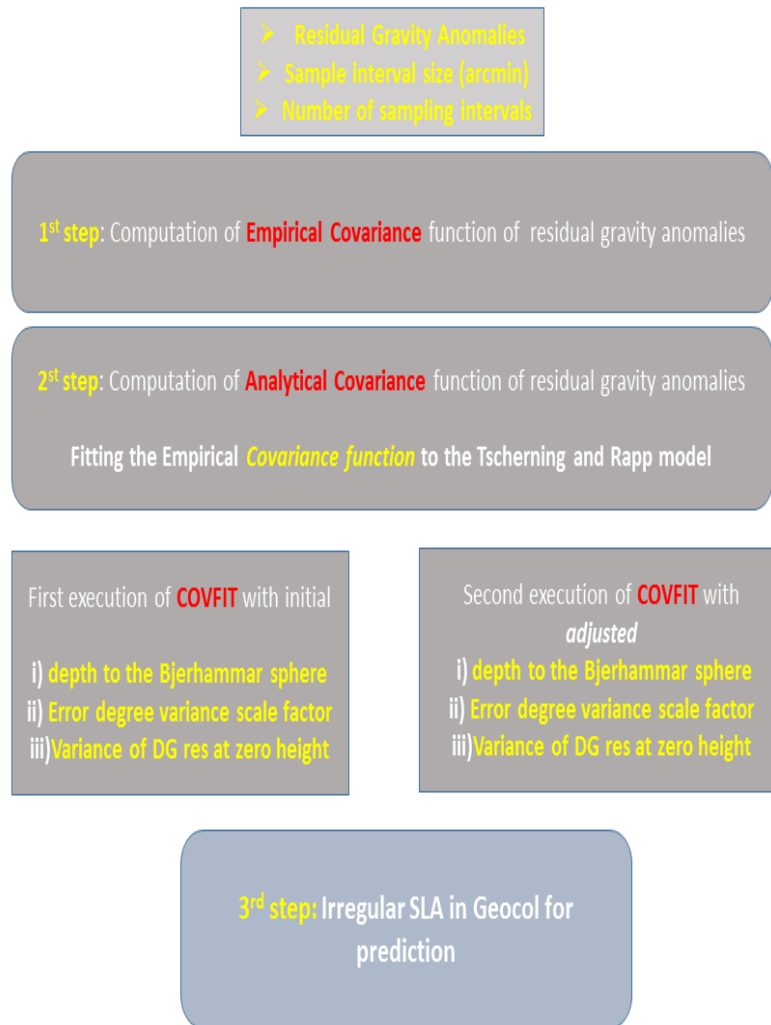 ➢ Residual Gravity Anomalies
➢ Sample interval size (arcmin)
➢ Number of sampling intervals
1st step: Computation of Empirical Covariance function of residual gravity anomalies
2st step: Computation of Analytical Covariance function of residual gravity anomalies
Fitting the Empirical Covariance function to the Tscherning and Rapp model
First execution of COVFIT with initial
i) depth to the Bjerhammar sphere
ii) Error degree variance scale factor
iii)Variance of DG res at zero height
Second execution of COVFIT with
adjusted
i) depth to the Bjerhammar sphere
ii) Error degree variance scale factor
iii)Variance of DG res at zero height
3rd step: Irregular SLA in Geocol for
prediction